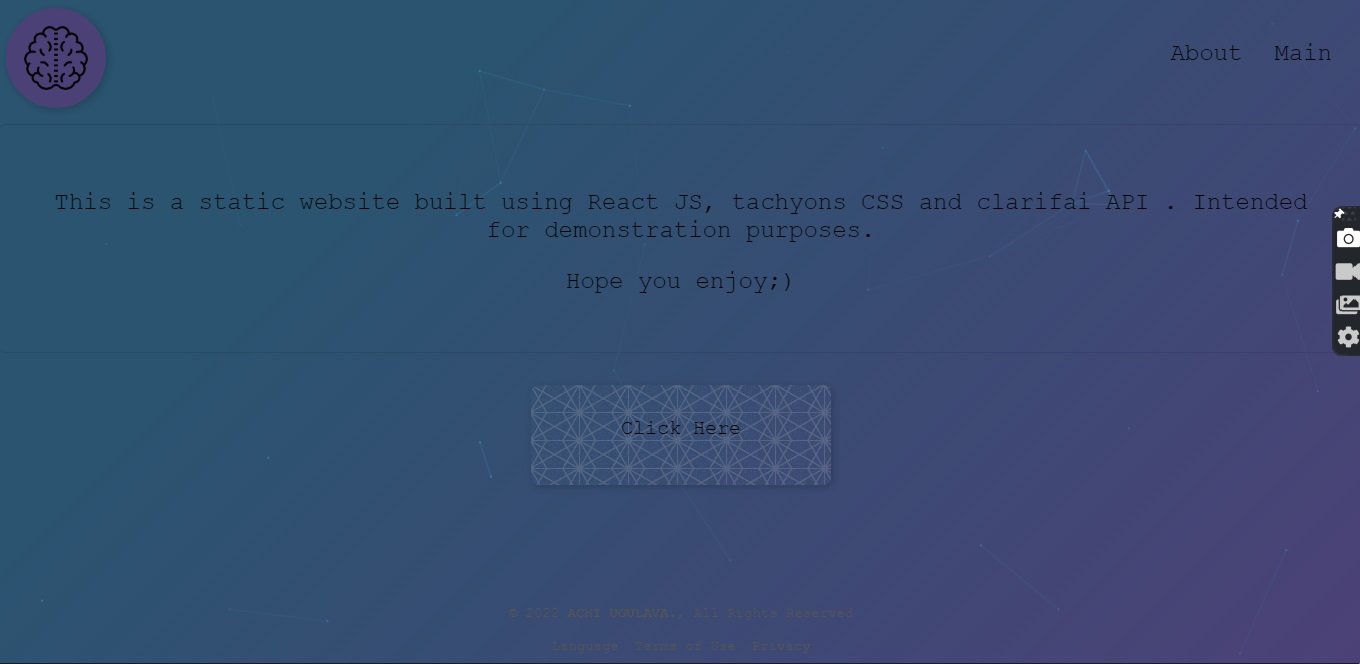 About Main
This is a static website built using React JS, tachyons CSS and clarifai API . Intended
for demonstration purposes.
Hope you enjoy;)
Click Here
© 2022 ACHI UGULAVA., All Rights Reserved
Language Terms of Use Privacy